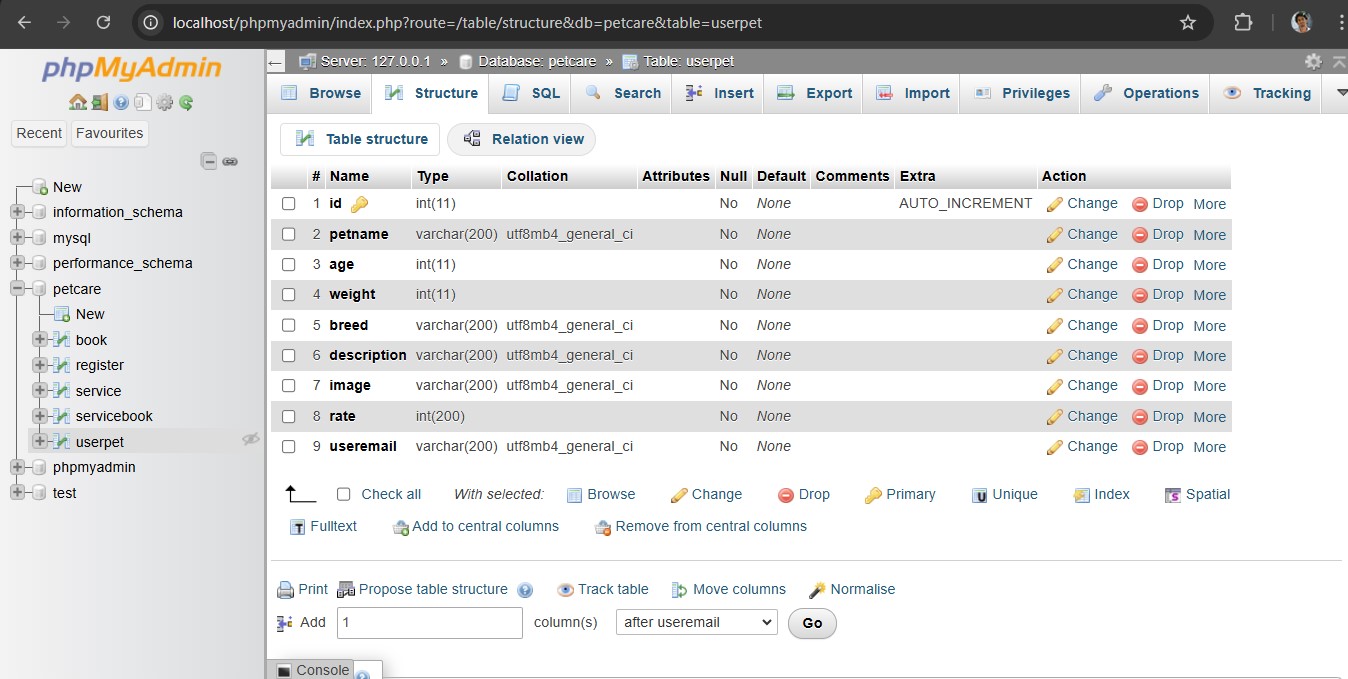 localhost/phpmyadmin/index.php?route=/table/structure&db=petcare&table=userpet
phpMyAdmin
Recent Favourites
New
information_schema
mysql
performance_schema
petcare
New
book
register
service
servicebook
userpet
phpmyadmin
test
Server: 127.0.0.1 » Database: petcare » Table: userpet
Browse Structure SQL Search Insert Export Import Privileges Operations Tracking
Table structure Relation view
# Name Type Collation Attributes Null Default Comments Extra Action
1 id int(11) No None AUTO_INCREMENT Change Drop More
2 petname varchar(200) utf8mb4_general_ci No None Change Drop More
3 age int(11) No None Change Drop More
4 weight int(11) No None Change Drop More
5 breed varchar(200) utf8mb4_general_ci No None Change Drop More
6 description varchar(200) utf8mb4_general_ci No None Change Drop More
7 image varchar(200) utf8mb4_general_ci No None Change Drop More
8 rate int(200) No None Change Drop More
9 useremail varchar(200) utf8mb4_general_ci No None Change Drop More
Check all With selected: Browse Change Drop Primary Unique Index Spatial
Fulltext Add to central columns Remove from central columns
Print Propose table structure Track table Move columns Normalise
Add 1 column(s) after useremail Go
Console